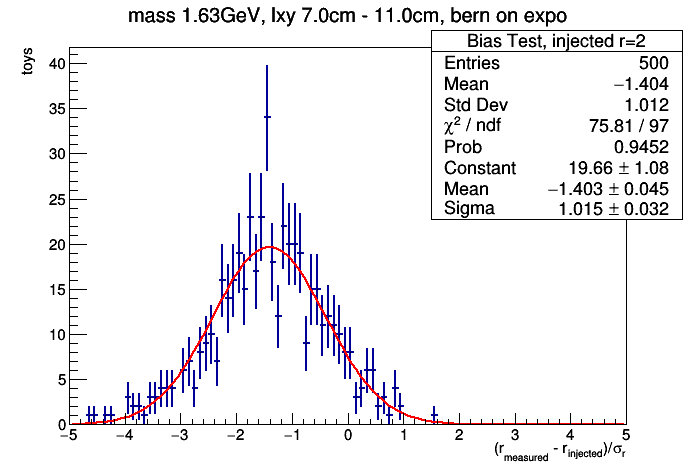 mass 1.63GeV, lxy 7.0cm - 11.0cm, bern on expo
Bias Test, injected r=2
Entries 500
Mean −1.404
Std Dev 1.012
χ² / ndf 75.81 / 97
Prob 0.9452
Constant 19.66 ± 1.08
Mean −1.403 ± 0.045
Sigma 1.015 ± 0.032
toys
40
35
30
25
20
15
10
5
0
−5 −4 −3 −2 −1 0 1 2 3 4 5
(r_measured - r_injected)/σ_r